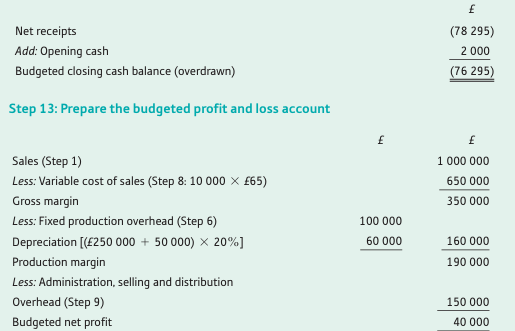 £
Net receipts (78 295)
Add: Opening cash 2 000
Budgeted closing cash balance (overdrawn) (76 295)
Step 13: Prepare the budgeted profit and loss account
£ £
Sales (Step 1) 1 000 000
Less: Variable cost of sales (Step 8: 10 000 × £65) 650 000
Gross margin 350 000
Less: Fixed production overhead (Step 6) 100 000
Depreciation [(£250 000 + 50 000) × 20%] 60 000 160 000
Production margin 190 000
Less: Administration, selling and distribution
Overhead (Step 9) 150 000
Budgeted net profit 40 000